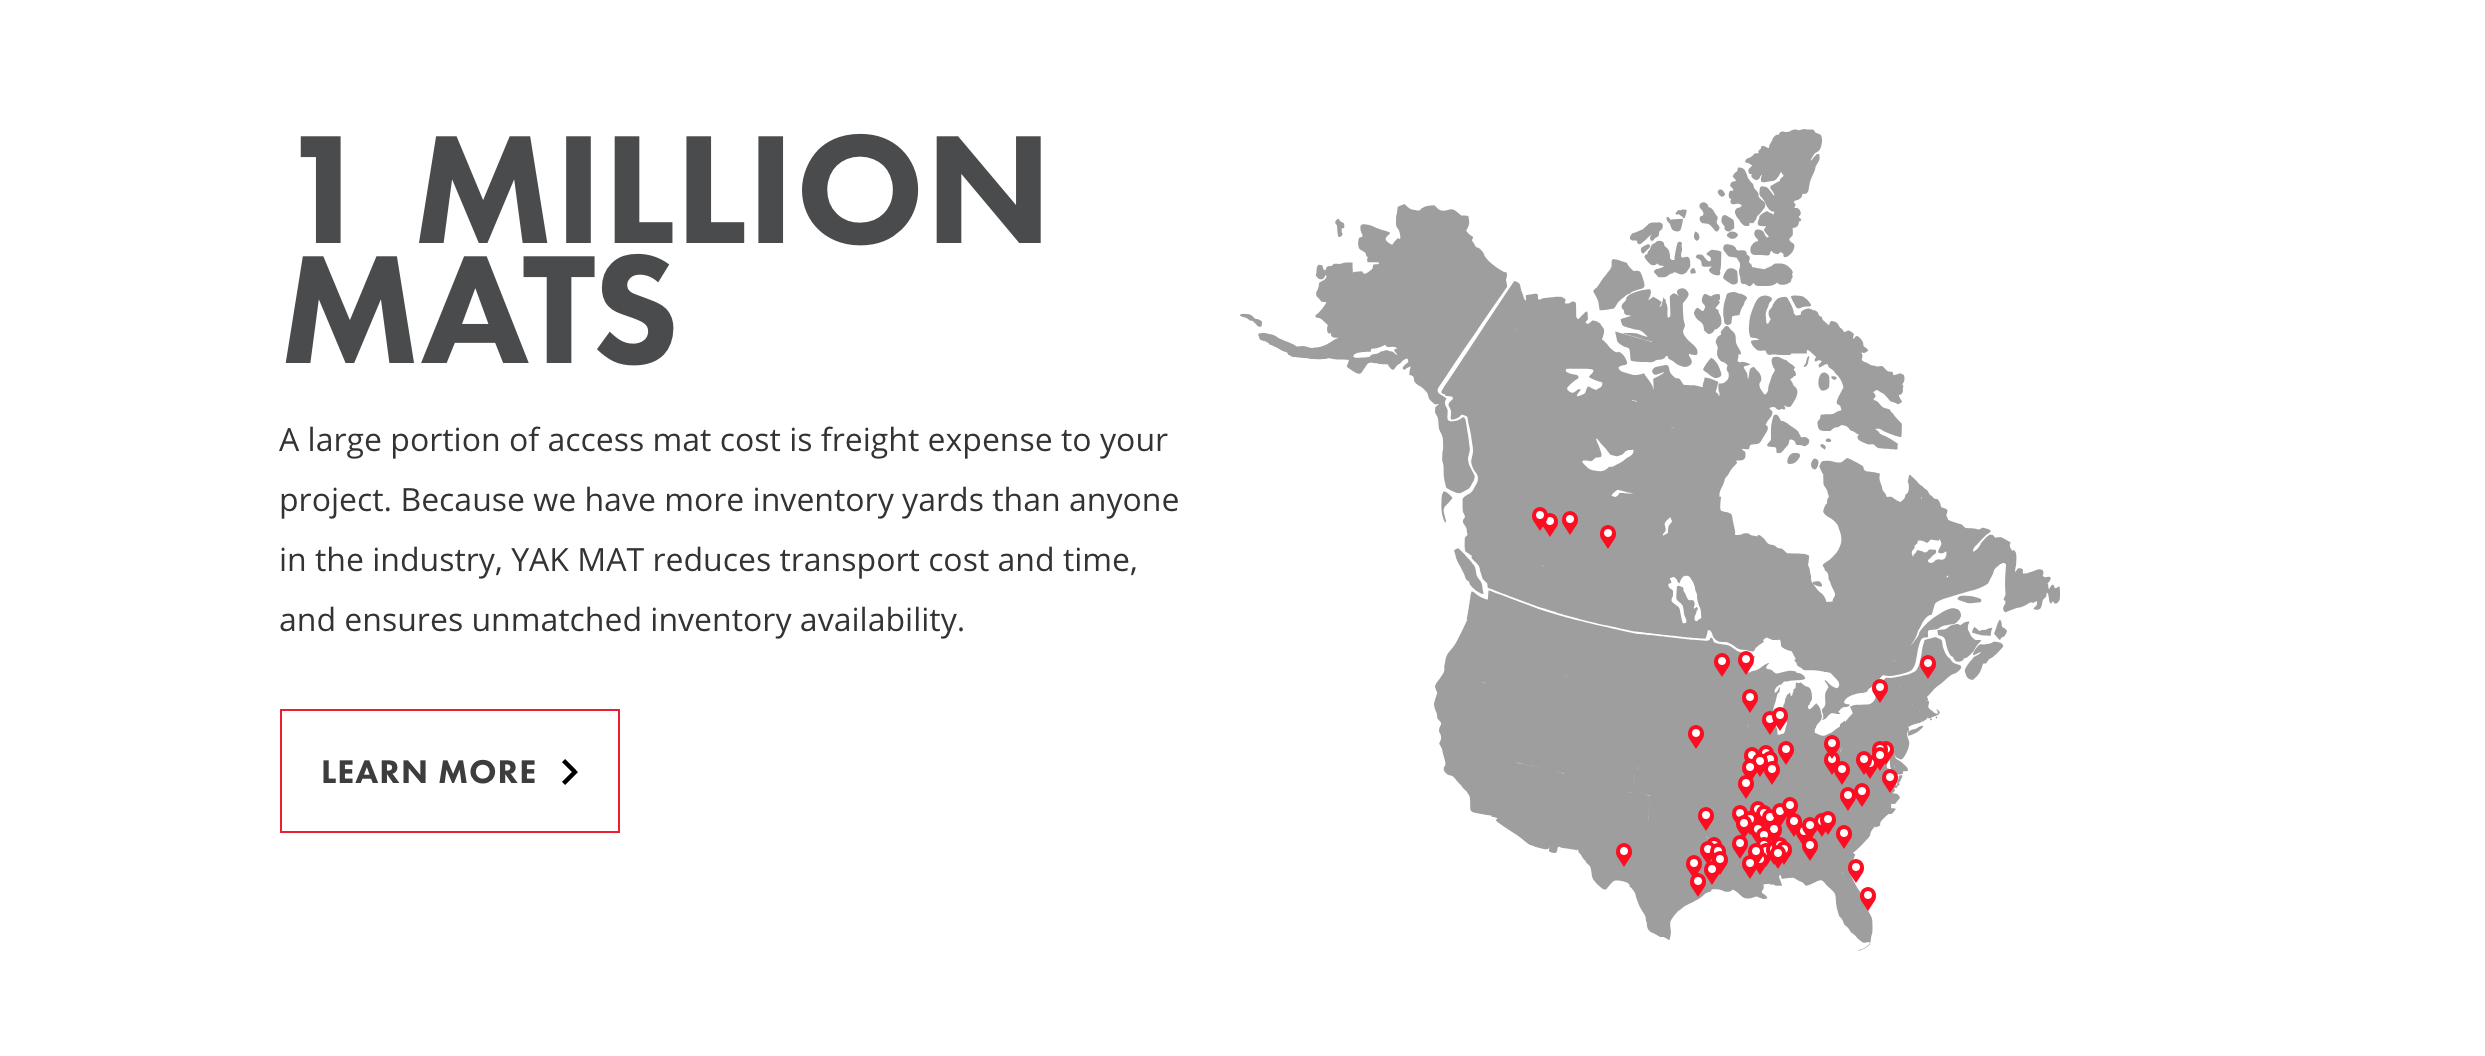 1 MILLION
MATS
A large portion of access mat cost is freight expense to your
project. Because we have more inventory yards than anyone
in the industry, YAK MAT reduces transport cost and time,
and ensures unmatched inventory availability.
LEARN MORE